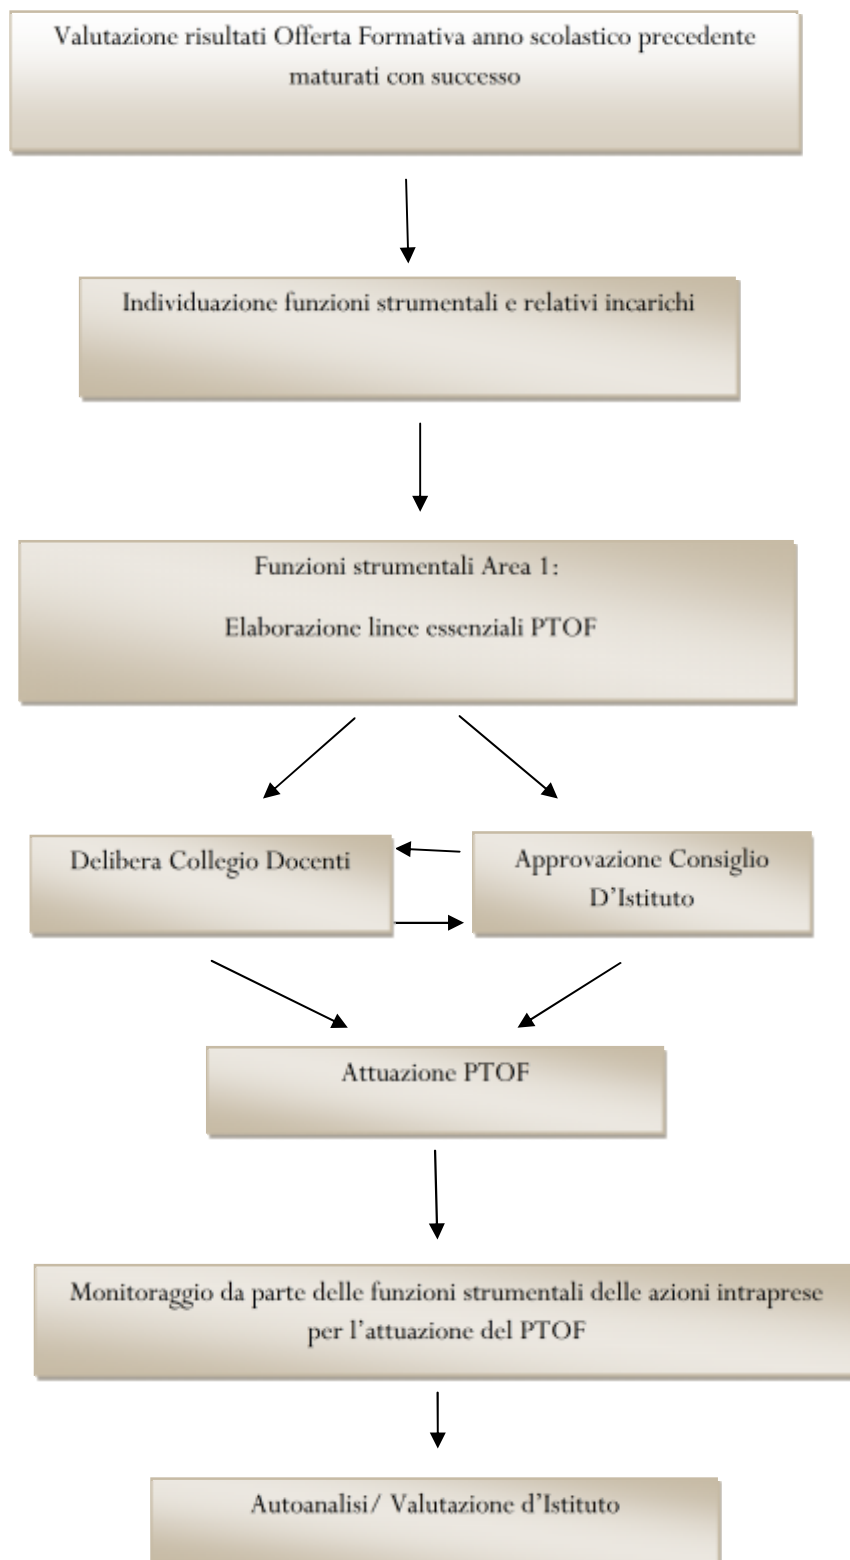 Valutazione risultati Offerta Formativa anno scolastico precedente
maturati con successo
Individuazione funzioni strumentali e relativi incarichi
Funzioni strumentali Area 1:
Elaborazione linee essenziali PTOF
Delibera Collegio Docenti
Approvazione Consiglio
D’Istituto
Attuazione PTOF
Monitoraggio da parte delle funzioni strumentali delle azioni intraprese
per l’attuazione del PTOF
Autoanalisi/ Valutazione d’Istituto